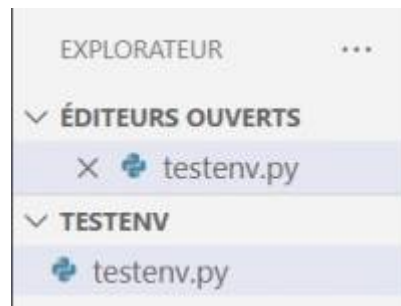 EXPLORATEUR ...
ÉDITEURS OUVERTS
testenv.py
TESTENV
testenv.py